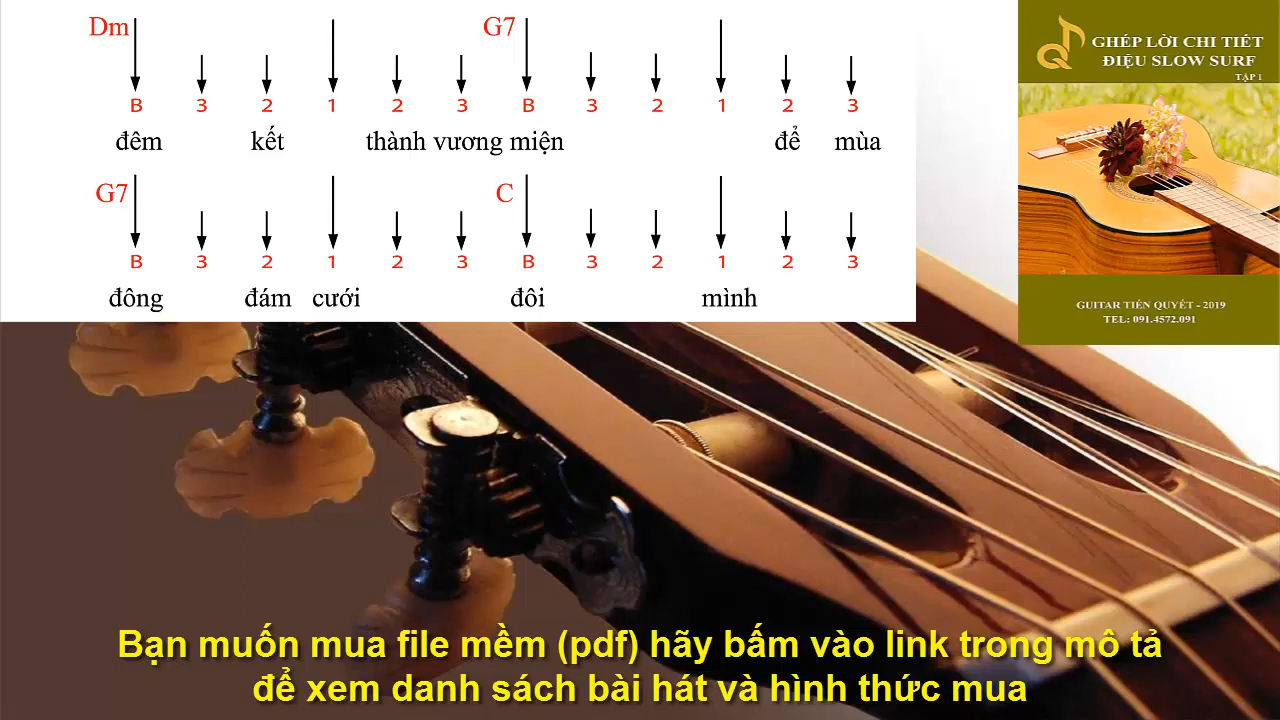 Dm G7
B 3 2 1 2 3 B 3 2 1 2 3
đêm kết thành vương miện để mùa
G7 C
B 3 2 1 2 3 B 3 2 1 2 3
đông đám cưới đôi mình
GHÉP LỜI CHI TIẾT
ĐIỆU SLOW SURF
TẬP 1
GUITAR TIẾN QUYẾT - 2019
TEL: 091.4572.091
Bạn muốn mua file mềm (pdf) hãy bấm vào link trong mô tả
để xem danh sách bài hát và hình thức mua